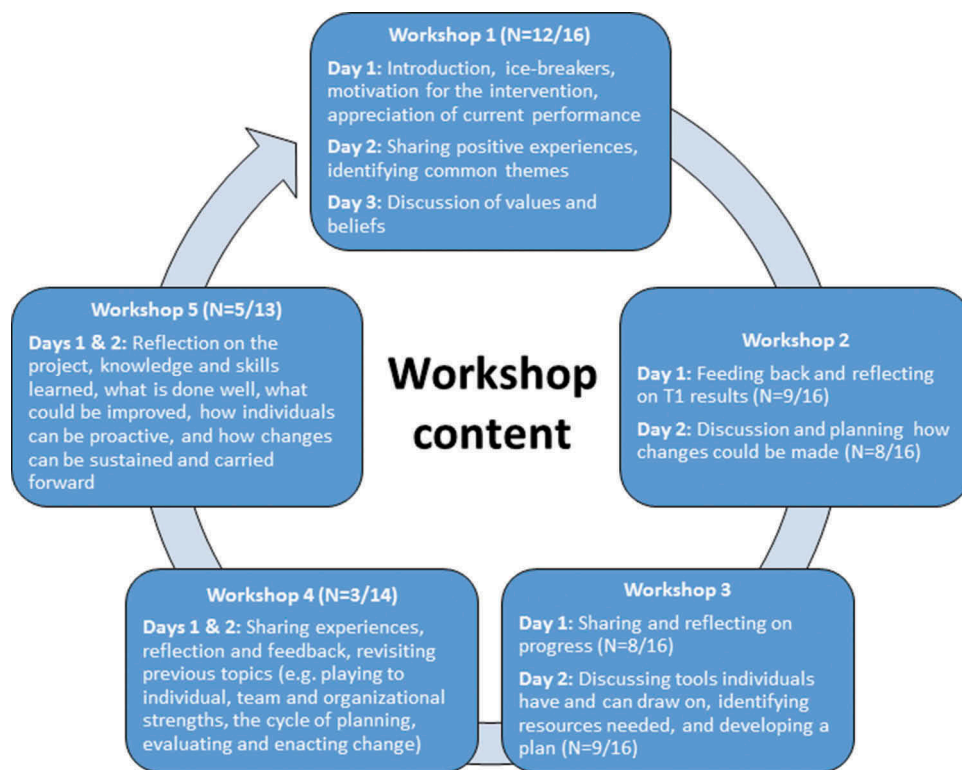 Workshop 1 (N=12/16)
Day 1: Introduction, ice-breakers,
motivation for the intervention,
appreciation of current performance
Day 2: Sharing positive experiences,
identifying common themes
Day 3: Discussion of values and
beliefs
Workshop 2
Day 1: Feeding back and reflecting
on T1 results (N=9/16)
Day 2: Discussion and planning how
changes could be made (N=8/16)
Workshop 3
Day 1: Sharing and reflecting on
progress (N=8/16)
Day 2: Discussing tools individuals
have and can draw on, identifying
resources needed, and developing a
plan (N=9/16)
Workshop 4 (N=3/14)
Days 1 & 2: Sharing experiences,
reflection and feedback, revisiting
previous topics (e.g. playing to
individual, team and organizational
strengths, the cycle of planning,
evaluating and enacting change)
Workshop 5 (N=5/13)
Days 1 & 2: Reflection on the
project, knowledge and skills
learned, what is done well, what
could be improved, how individuals
can be proactive, and how changes
can be sustained and carried
forward
Workshop
content